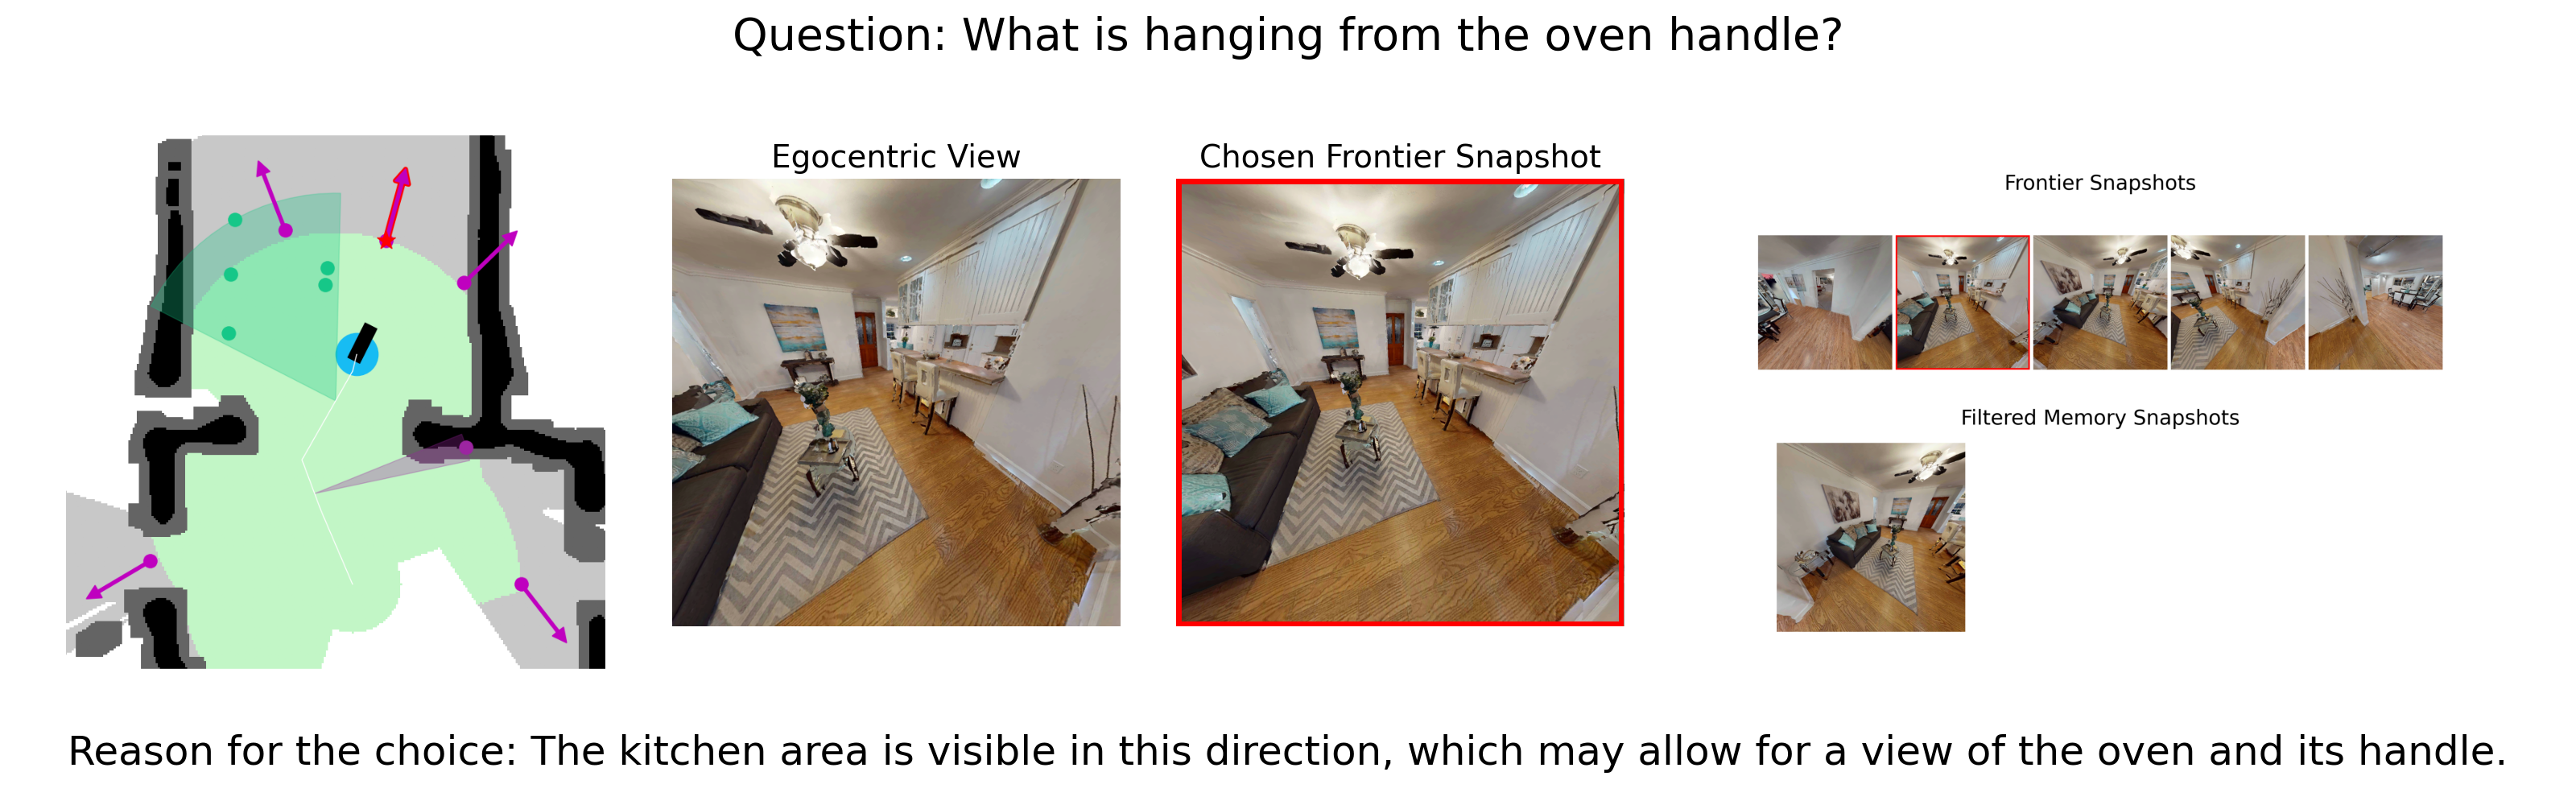 Question: What is hanging from the oven handle?
Egocentric View
Chosen Frontier Snapshot
Frontier Snapshots
Filtered Memory Snapshots
Reason for the choice: The kitchen area is visible in this direction, which may allow for a view of the oven and its handle.